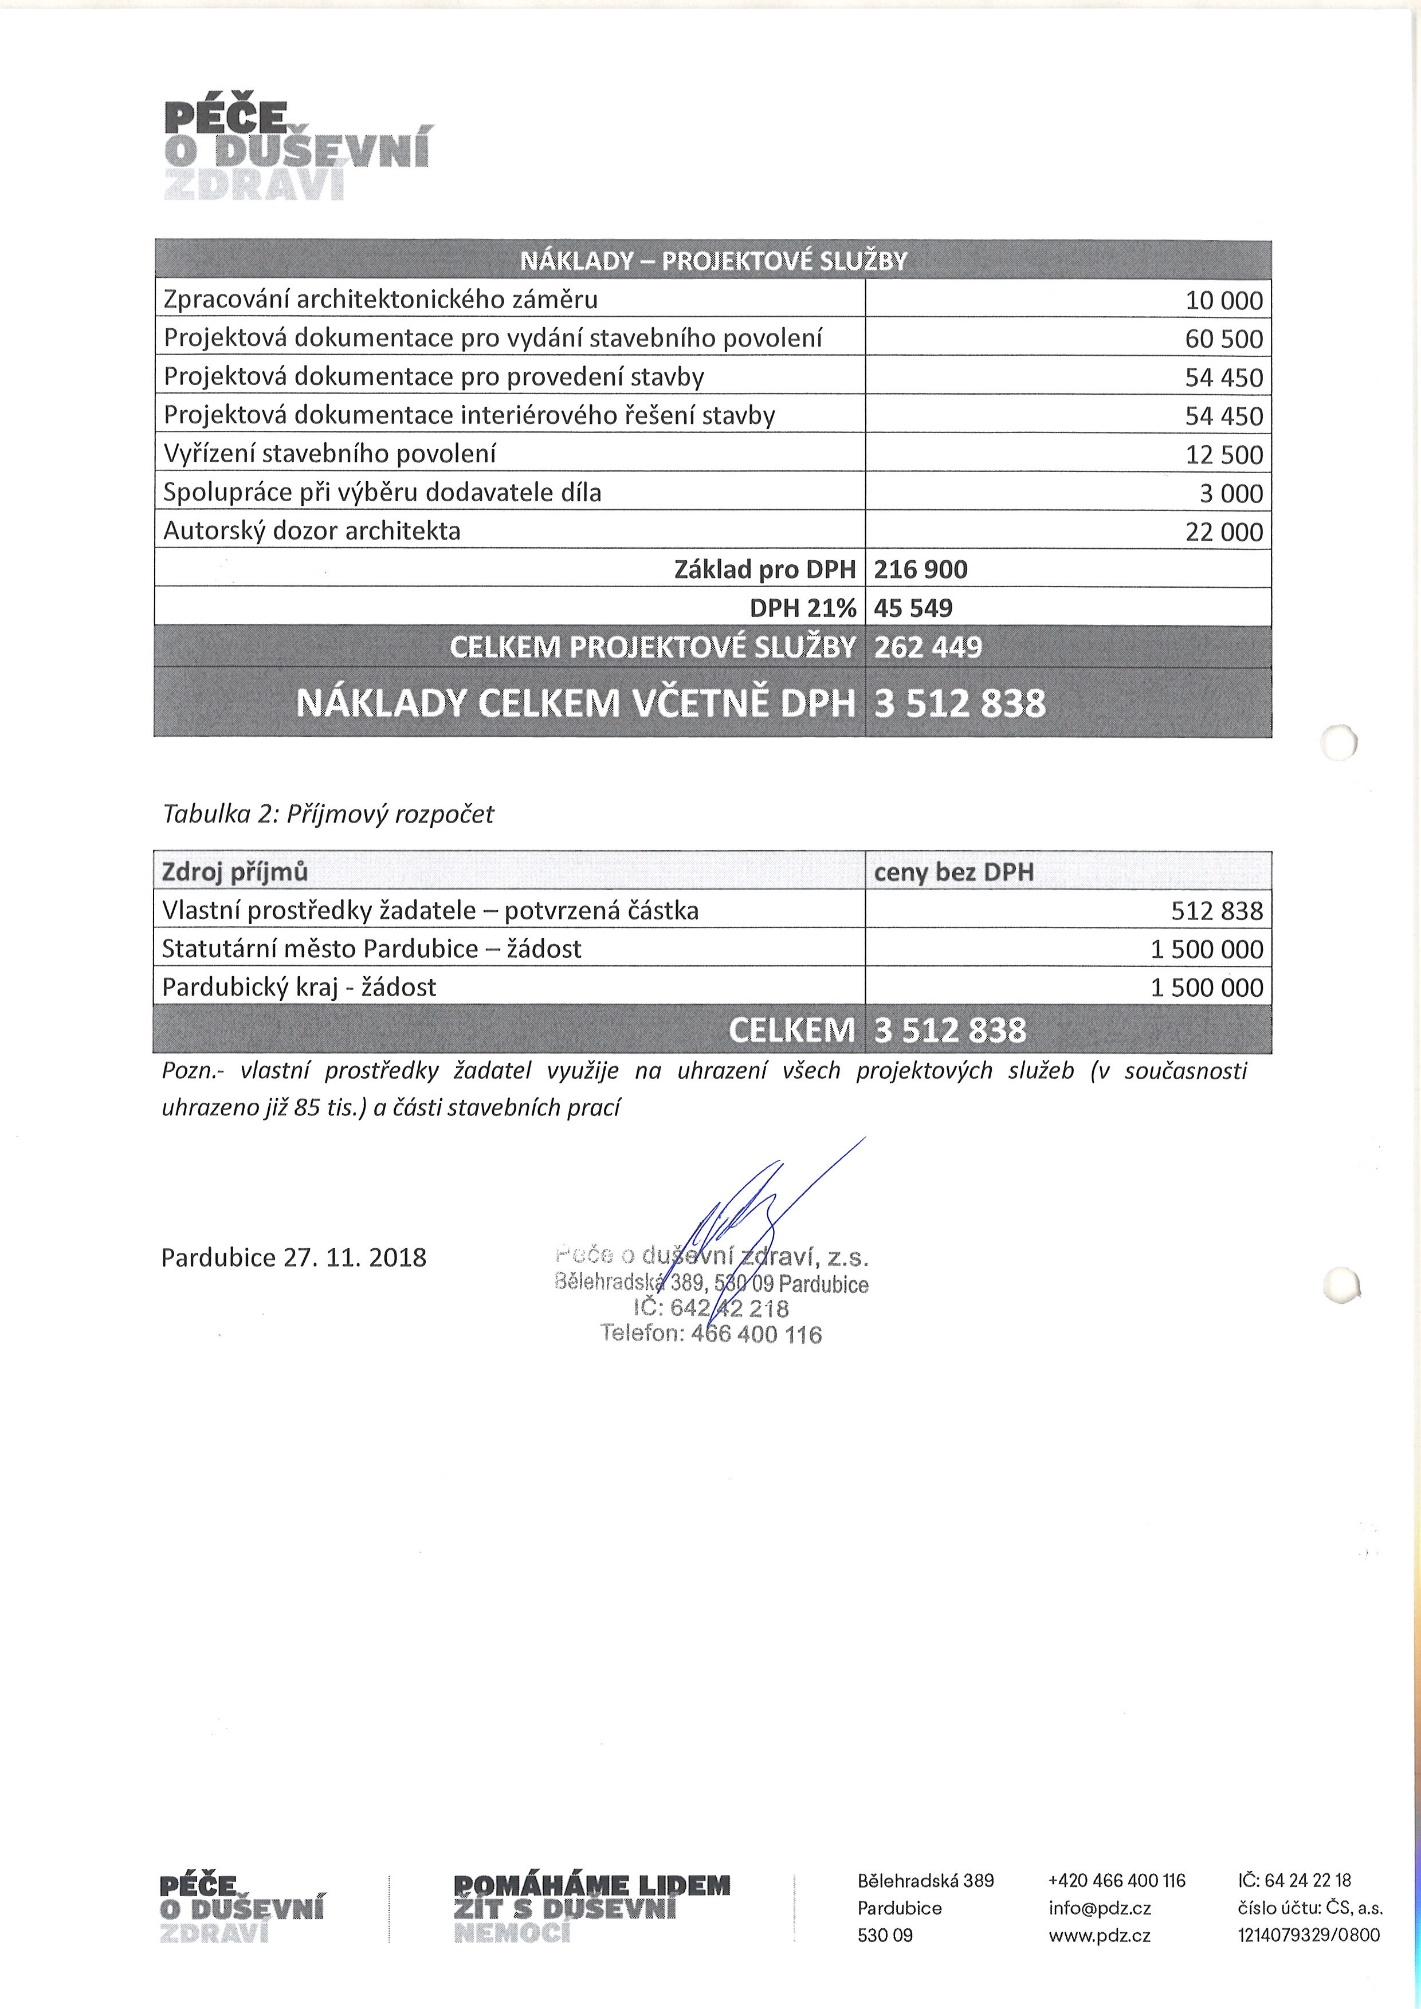 PÉČE
O DUŠEVNÍ
ZDRAVÍ
NÁKLADY – PROJEKTOVÉ SLUŽBY
Zpracování architektonického záměru 10 000
Projektová dokumentace pro vydání stavebního povolení 60 500
Projektová dokumentace pro provedení stavby 54 450
Projektová dokumentace interiérového řešení stavby 54 450
Vyřízení stavebního povolení 12 500
Spolupráce při výběru dodavatele díla 3 000
Autorský dozor architekta 22 000
Základ pro DPH 216 900
DPH 21% 45 549
CELKEM PROJEKTOVÉ SLUŽBY 262 449
NÁKLADY CELKEM VČETNĚ DPH 3 512 838
Tabulka 2: Příjmový rozpočet
Zdroj příjmů ceny bez DPH
Vlastní prostředky žadatele – potvrzená částka 512 838
Statutární město Pardubice – žádost 1 500 000
Pardubický kraj - žádost 1 500 000
CELKEM 3 512 838
Pozn.- vlastní prostředky žadatel využije na uhrazení všech projektových služeb (v současnosti
uhrazeno již 85 tis.) a části stavebních prací
Pardubice 27. 11. 2018
Péče o duševní zdraví, z.s.
Bělehradská 389, 530 09 Pardubice
IČ: 642 42 218
Telefon: 466 400 116
PÉČE
O DUŠEVNÍ
ZDRAVÍ
POMÁHÁME LIDEM
ŽÍT S DUŠEVNÍ
NEMOCÍ
Bělehradská 389
Pardubice
530 09
+420 466 400 116
info@pdz.cz
www.pdz.cz
IČ: 64 24 22 18
číslo účtu: ČS, a.s.
1214079329/0800